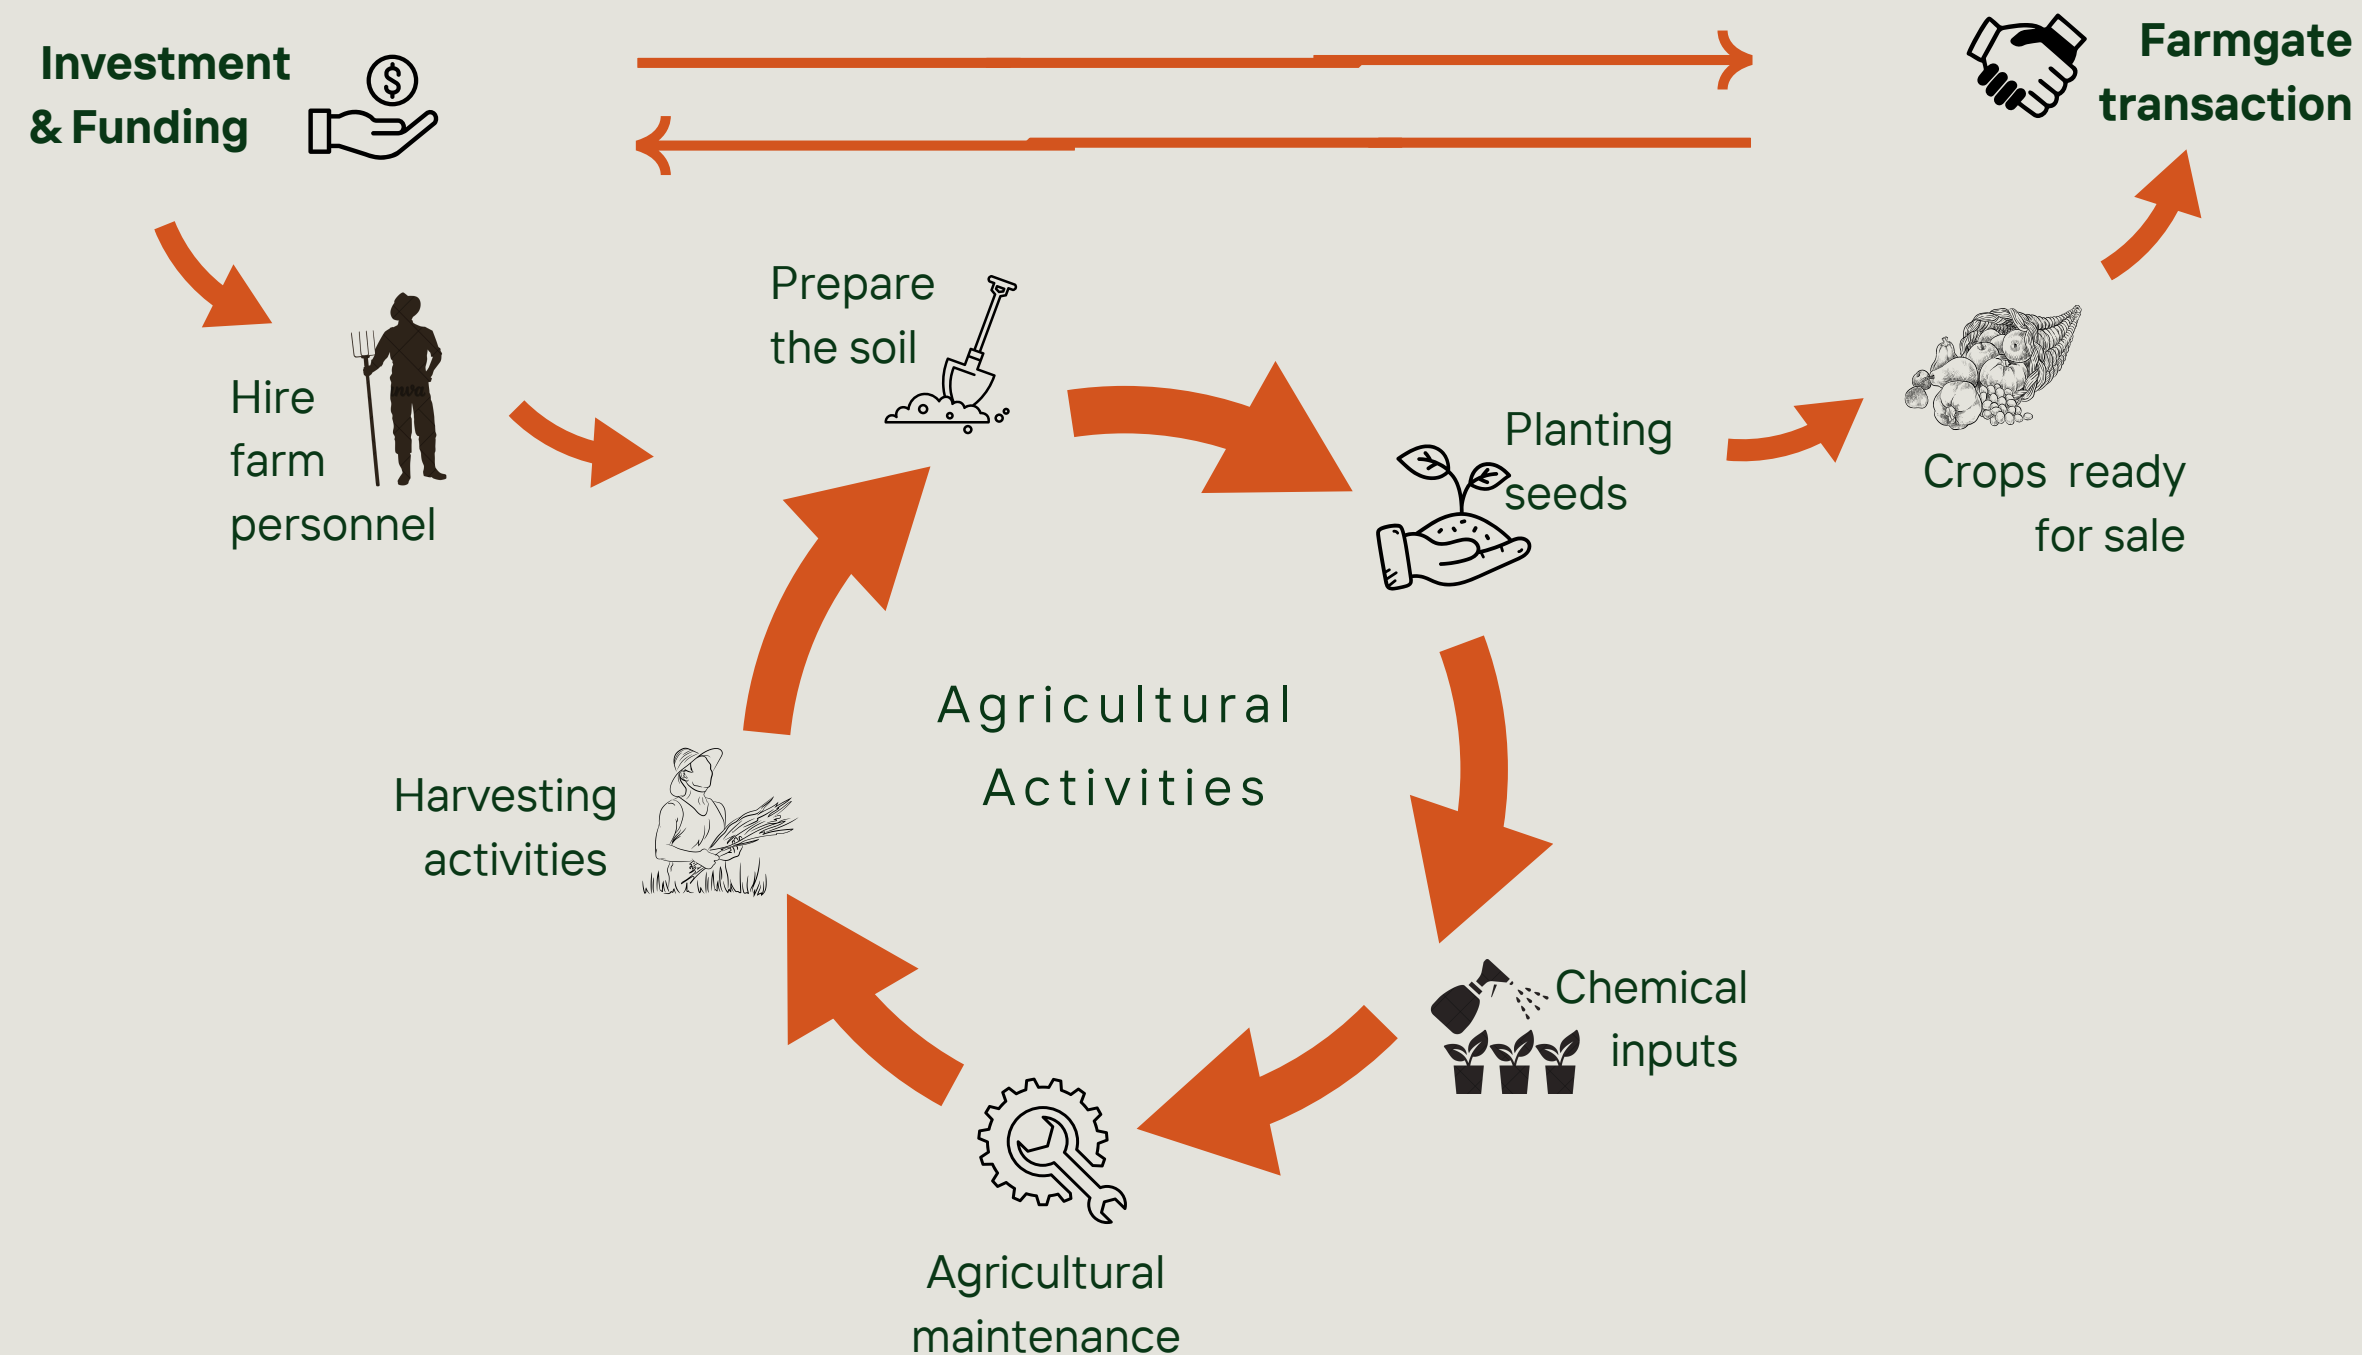 Investment
& Funding
Farmgate
transaction
Prepare
the soil
Hire
farm
personnel
Planting
seeds
Crops ready
for sale
Agricultural
Activities
Harvesting
activities
Chemical
inputs
Agricultural
maintenance